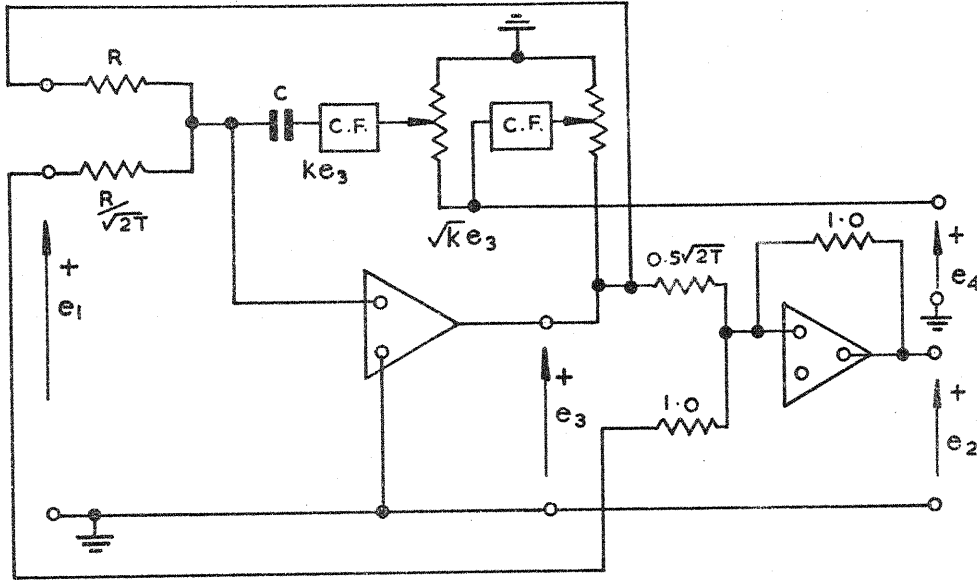 R
C
C.F.
C.F.
ke₃
R/√2T
√k e₃
1.0
0.5√2T
+
e₁
+
e₄
+
e₃
1.0
+
e₂